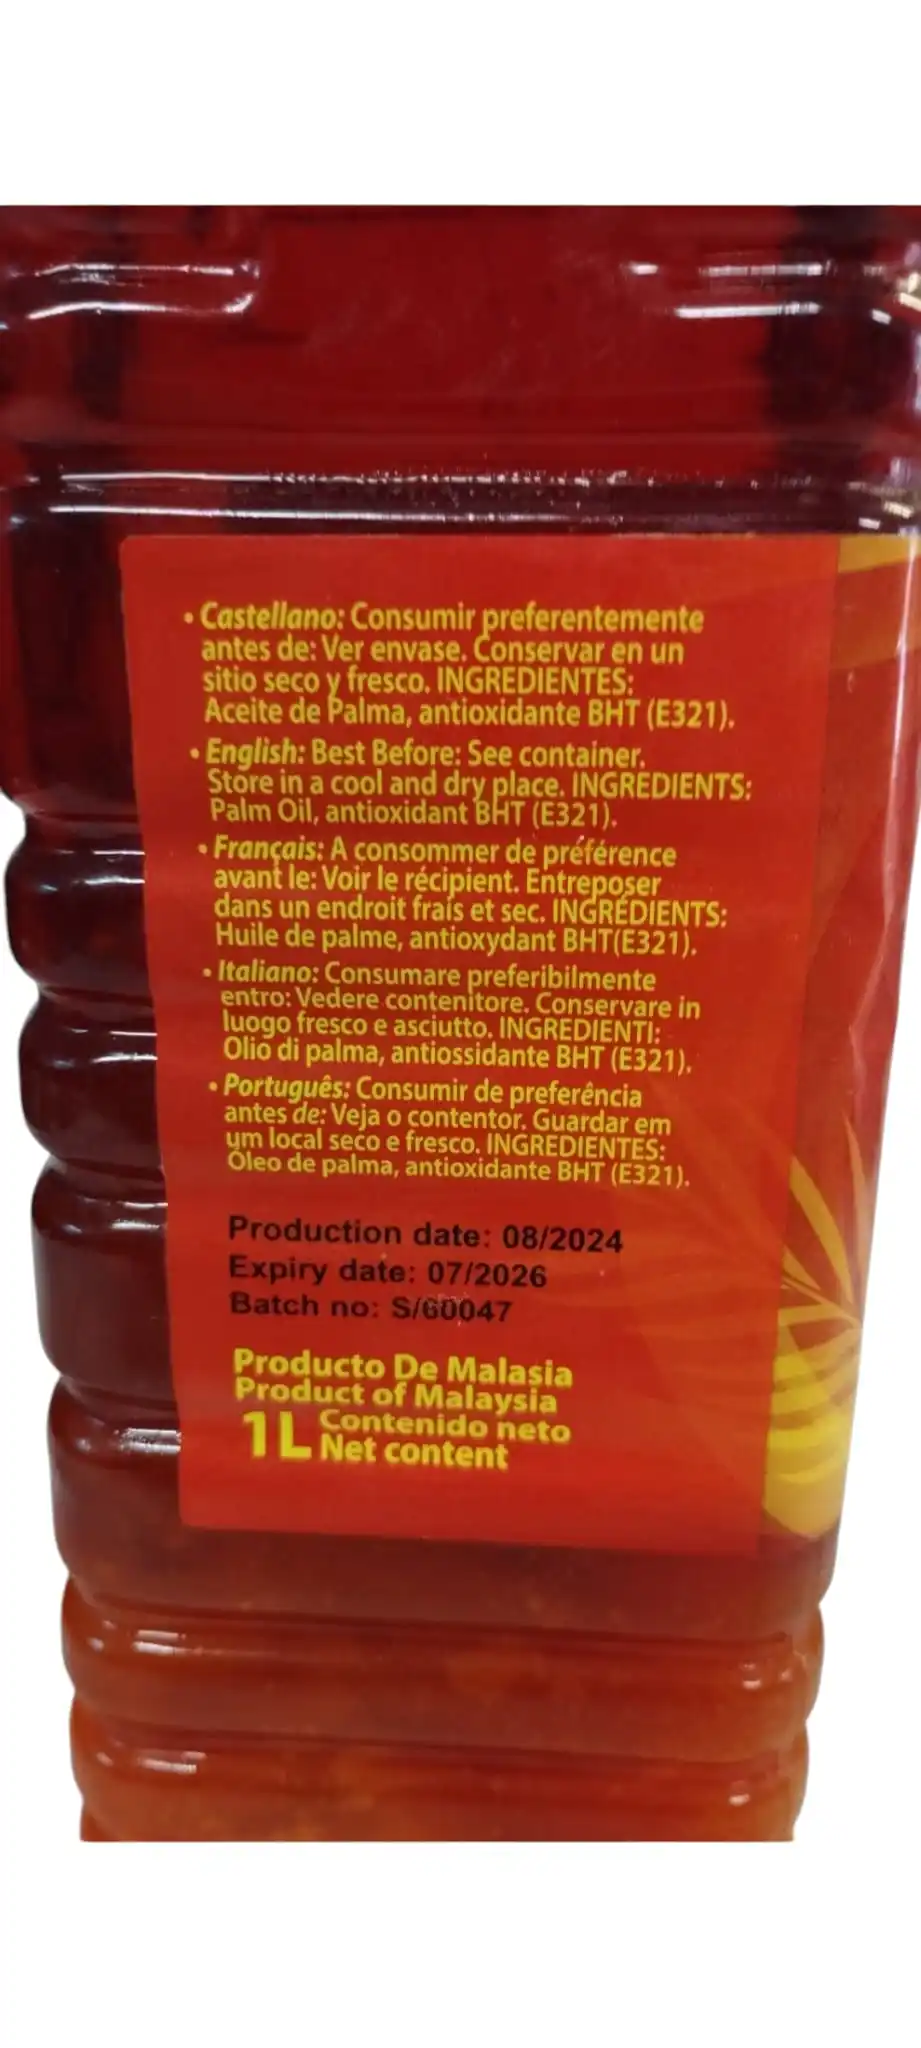 • Castellano: Consumir preferentemente
antes de: Ver envase. Conservar en un
sitio seco y fresco. INGREDIENTES:
Aceite de Palma, antioxidante BHT (E321).
• English: Best Before: See container.
Store in a cool and dry place. INGREDIENTS:
Palm Oil, antioxidant BHT (E321).
• Français: A consommer de préférence
avant le: Voir le récipient. Entreposer
dans un endroit frais et sec. INGRÉDIENTS:
Huile de palme, antioxydant BHT(E321).
• Italiano: Consumare preferibilmente
entro: Vedere contenitore. Conservare in
luogo fresco e asciutto. INGREDIENTI:
Olio di palma, antiossidante BHT (E321).
• Português: Consumir de preferência
antes de: Veja o contentor. Guardar em
um local seco e fresco. INGREDIENTES:
Óleo de palma, antioxidante BHT (E321).
Production date: 08/2024
Expiry date: 07/2026
Batch no: S/60047
Producto De Malasia
Product of Malaysia
1L Contenido neto
Net content